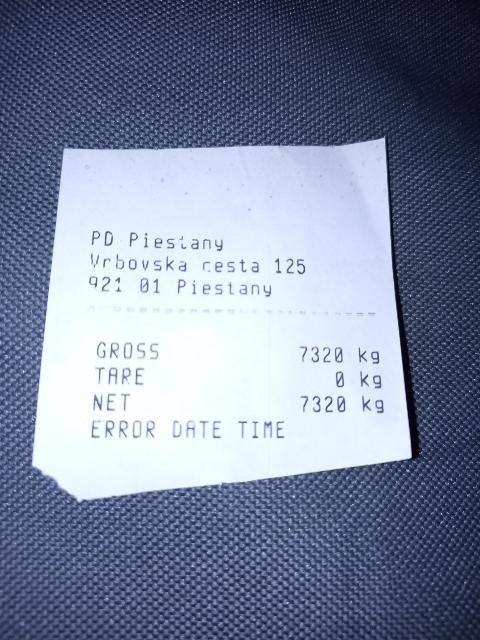 PD Piestany
Vrbovska cesta 125
921 01 Piestany
GROSS 7320 kg
TARE 0 kg
NET 7320 kg
ERROR DATE TIME